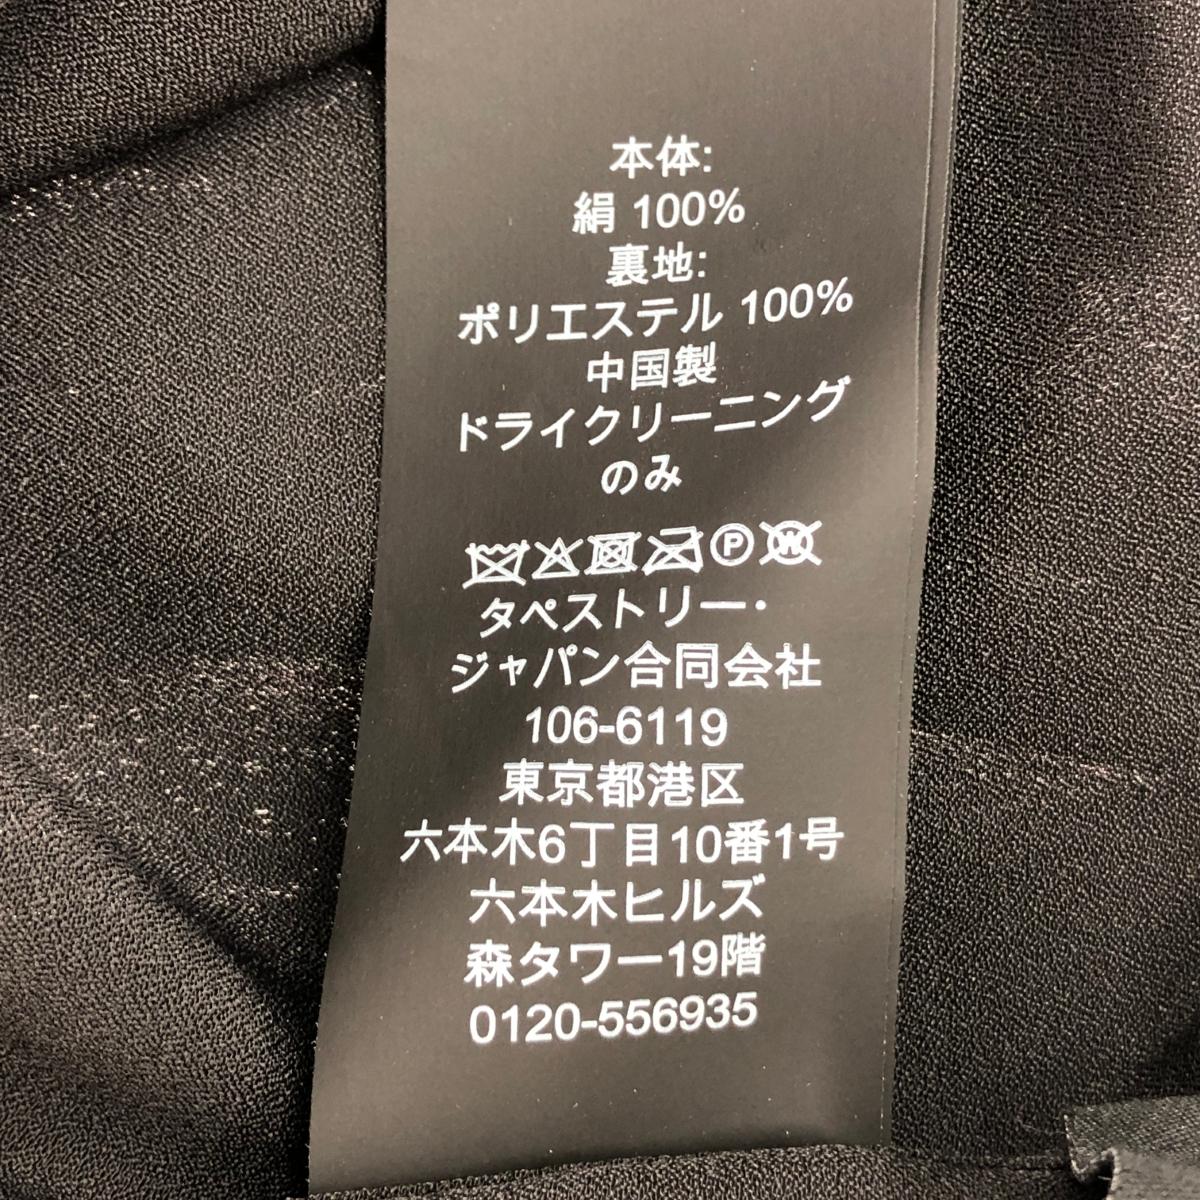 本体:
絹 100%
裏地:
ポリエステル 100%
中国製
ドライクリーニング
のみ
P W
タペストリー・
ジャパン合同会社
106-6119
東京都港区
六本木6丁目10番1号
六本木ヒルズ
森タワー19階
0120-556935